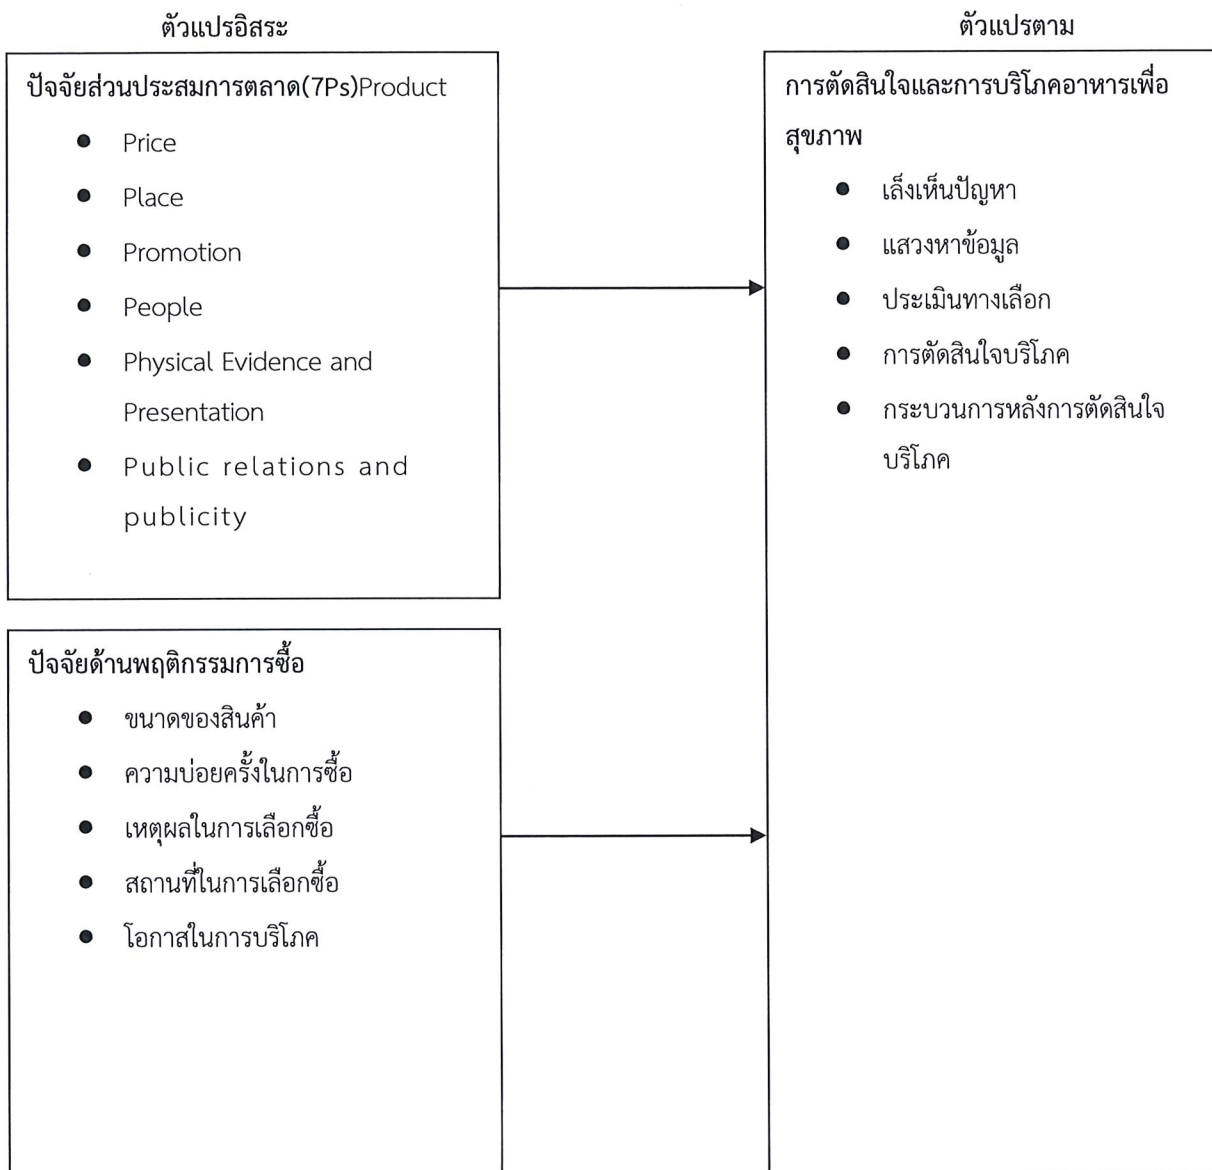 ตัวแปรอิสระ
ปัจจัยส่วนประสมการตลาด(7Ps)Product
● Price
● Place
● Promotion
● People
● Physical Evidence and
Presentation
● Public relations and
publicity
ปัจจัยด้านพฤติกรรมการซื้อ
● ขนาดของสินค้า
● ความบ่อยครั้งในการซื้อ
● เหตุผลในการเลือกซื้อ
● สถานที่ในการเลือกซื้อ
● โอกาสในการบริโภค
ตัวแปรตาม
การตัดสินใจและการบริโภคอาหารเพื่อ
สุขภาพ
● เล็งเห็นปัญหา
● แสวงหาข้อมูล
● ประเมินทางเลือก
● การตัดสินใจบริโภค
● กระบวนการหลังการตัดสินใจ
บริโภค